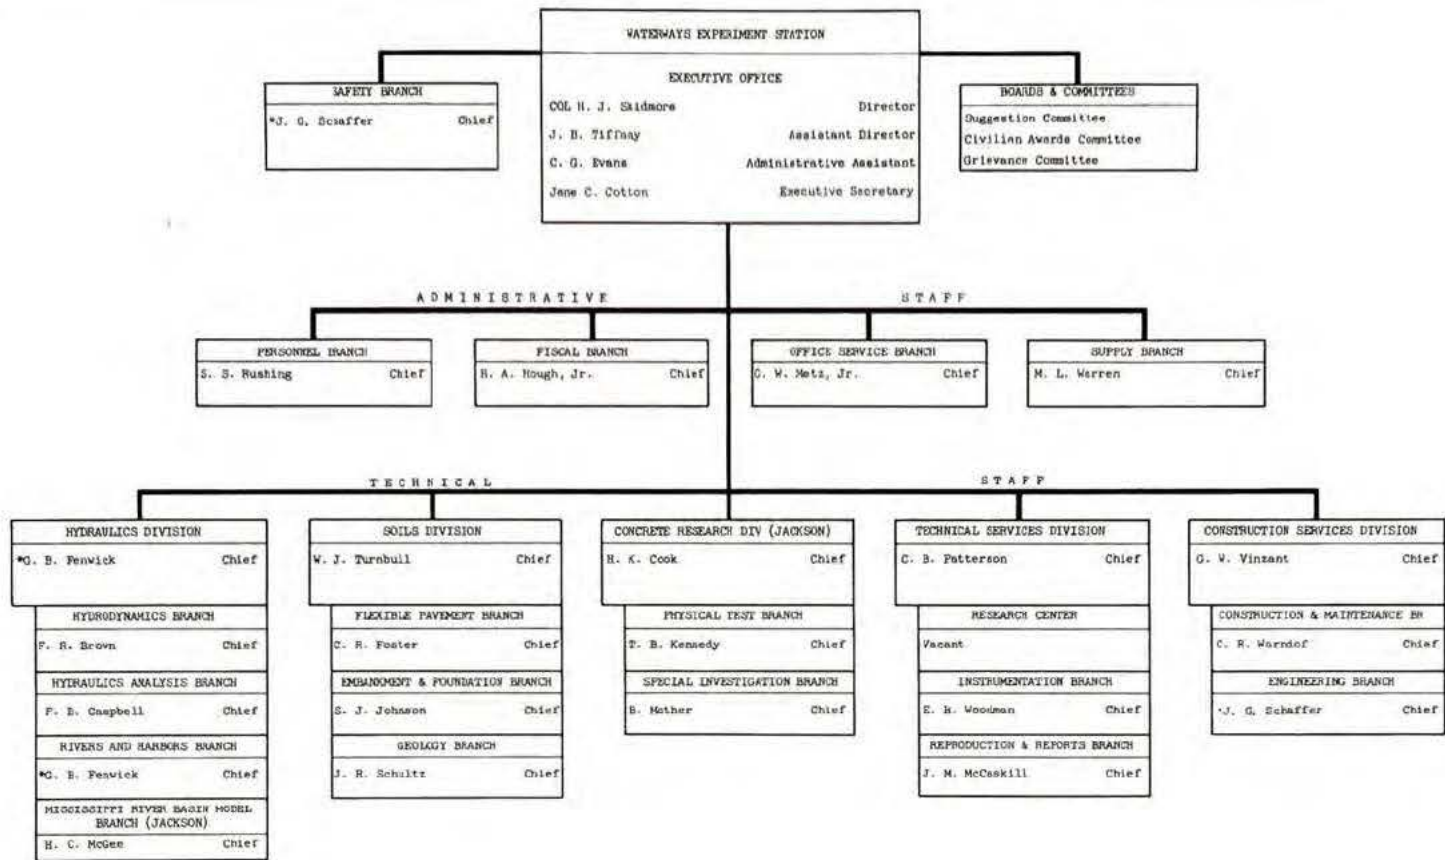 WATERWAYS EXPERIMENT STATION
EXECUTIVE OFFICE
COL H. J. Skidmore Director
J. B. Tiffany Assistant Director
C. G. Evans Administrative Assistant
Jane C. Cotton Executive Secretary
SAFETY BRANCH
*J. G. Schaffer Chief
BOARDS & COMMITTEES
Suggestion Committee
Civilian Awards Committee
Grievance Committee
ADMINISTRATIVE STAFF
PERSONNEL BRANCH
S. S. Rushing Chief
FISCAL BRANCH
R. A. Hough, Jr. Chief
OFFICE SERVICE BRANCH
G. W. Metz, Jr. Chief
SUPPLY BRANCH
M. L. Warren Chief
TECHNICAL STAFF
HYDRAULICS DIVISION
*G. B. Fenwick Chief
HYDRODYNAMICS BRANCH
F. R. Brown Chief
HYDRAULICS ANALYSIS BRANCH
F. B. Campbell Chief
RIVERS AND HARBORS BRANCH
*G. B. Fenwick Chief
MISSISSIPPI RIVER BASIN MODEL
BRANCH (JACKSON)
H. C. McGee Chief
SOILS DIVISION
W. J. Turnbull Chief
FLEXIBLE PAVEMENT BRANCH
C. R. Foster Chief
EMBANKMENT & FOUNDATION BRANCH
S. J. Johnson Chief
GEOLOGY BRANCH
J. R. Schultz Chief
CONCRETE RESEARCH DIV (JACKSON)
H. K. Cook Chief
PHYSICAL TEST BRANCH
T. B. Kennedy Chief
SPECIAL INVESTIGATION BRANCH
B. Mather Chief
TECHNICAL SERVICES DIVISION
C. B. Patterson Chief
RESEARCH CENTER
Vacant
INSTRUMENTATION BRANCH
E. H. Woodman Chief
REPRODUCTION & REPORTS BRANCH
J. M. McCaskill Chief
CONSTRUCTION SERVICES DIVISION
G. W. Vinzant Chief
CONSTRUCTION & MAINTENANCE BR
C. R. Warndof Chief
ENGINEERING BRANCH
*J. G. Schaffer Chief